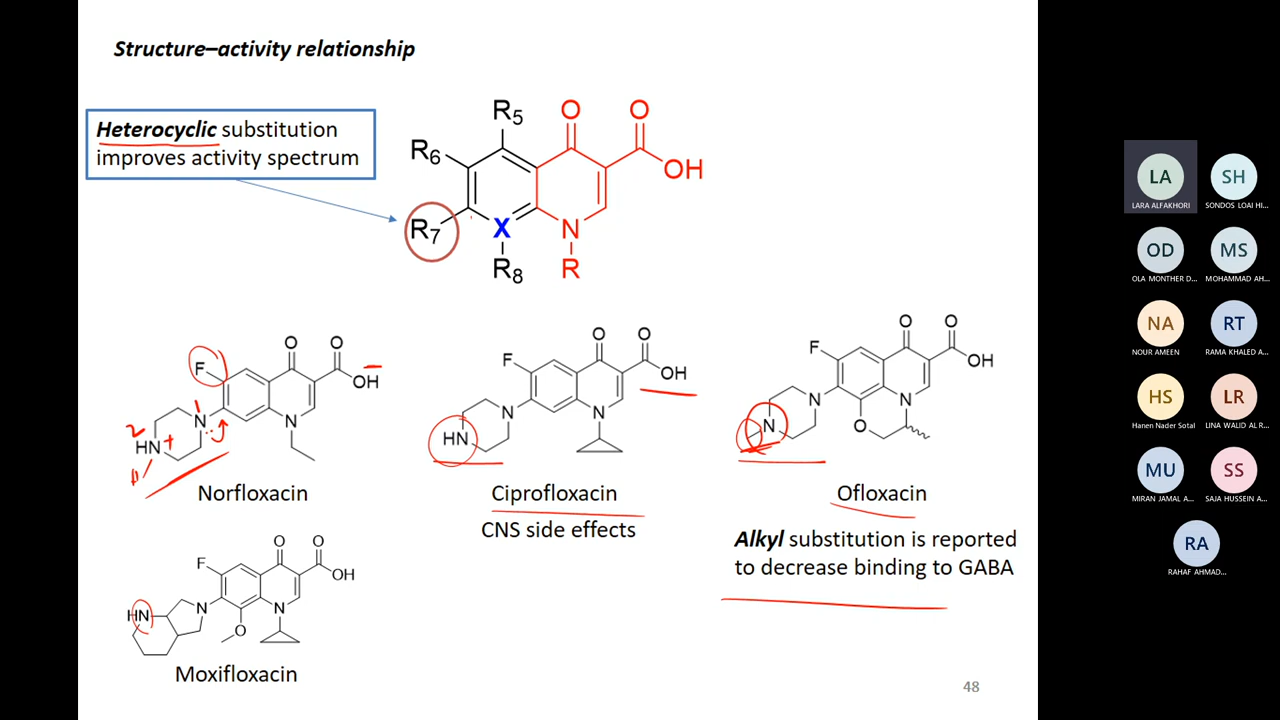 Structure–activity relationship
Heterocyclic substitution
improves activity spectrum
R5
O
O
R6
OH
R7
X
N
R8
R
F
O
O
OH
1
N
2
HN
+
H
N
Norfloxacin
F
O
O
OH
N
HN
N
Ciprofloxacin
CNS side effects
F
O
O
OH
N
N
N
O
Ofloxacin
Alkyl substitution is reported
to decrease binding to GABA
F
O
O
OH
HN
N
N
O
Moxifloxacin
48
LA
LARA ALFAKHORI
SH
SONDOS LOAI HI...
OD
OLA MONTHER D...
MS
MOHAMMAD AH...
NA
NOUR AMEEN
RT
RAMA KHALED A...
HS
Hanen Nader Sotal
LR
LINA WALID AL R...
MU
MIRAN JAMAL A...
SS
SAJA HUSSEIN A...
RA
RAHAF AHMAD...